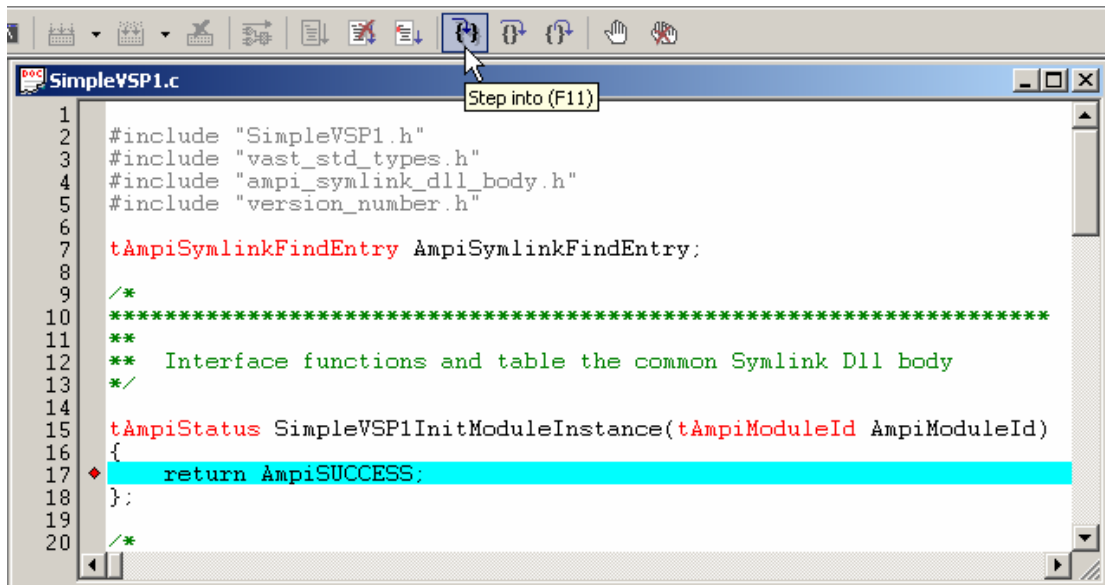 SimpleVSP1.c
Step into (F11)
1
2 #include "SimpleVSP1.h"
3 #include "vast_std_types.h"
4 #include "ampi_symlink_dll_body.h"
5 #include "version_number.h"
6
7 tAmpiSymlinkFindEntry AmpiSymlinkFindEntry;
8
9 /*
10 ********************************************************************
11 **
12 **  Interface functions and table the common Symlink Dll body
13 */
14
15 tAmpiStatus SimpleVSP1InitModuleInstance(tAmpiModuleId AmpiModuleId)
16 {
17     return AmpiSUCCESS;
18 };
19
20 /*